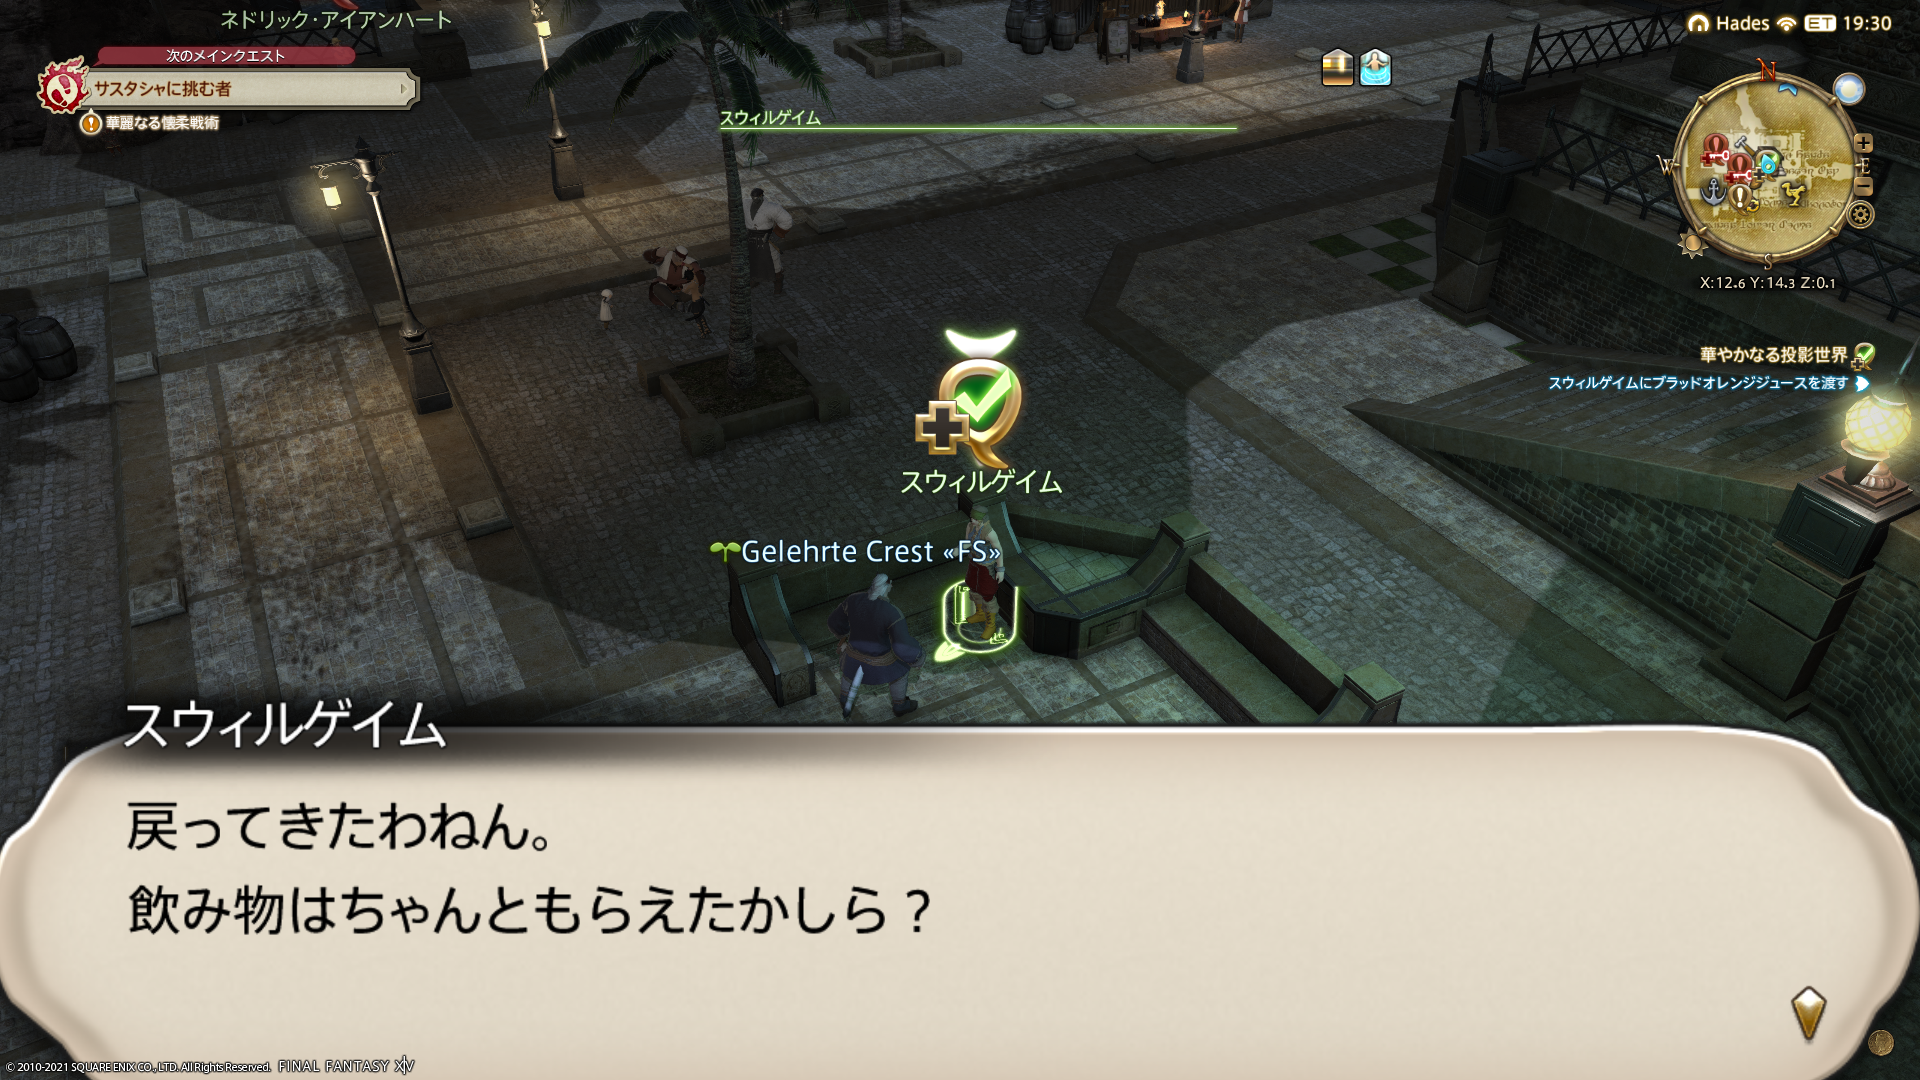 ネドリック・アイアンハート
次のメインクエスト
サスタシャに挑む者
華麗なる懐柔戦術
Hades ET 19:30
スウィルゲイム
N
W
E
S
X:12.6 Y:14.3 Z:0.1
華やかなる投影世界
スウィルゲイムにブラッドオレンジジュースを渡す
スウィルゲイム
Gelehrte Crest «FS»
スウィルゲイム
戻ってきたわねん。
飲み物はちゃんともらえたかしら？
© 2010-2021 SQUARE ENIX CO., LTD. All Rights Reserved. FINAL FANTASY XIV